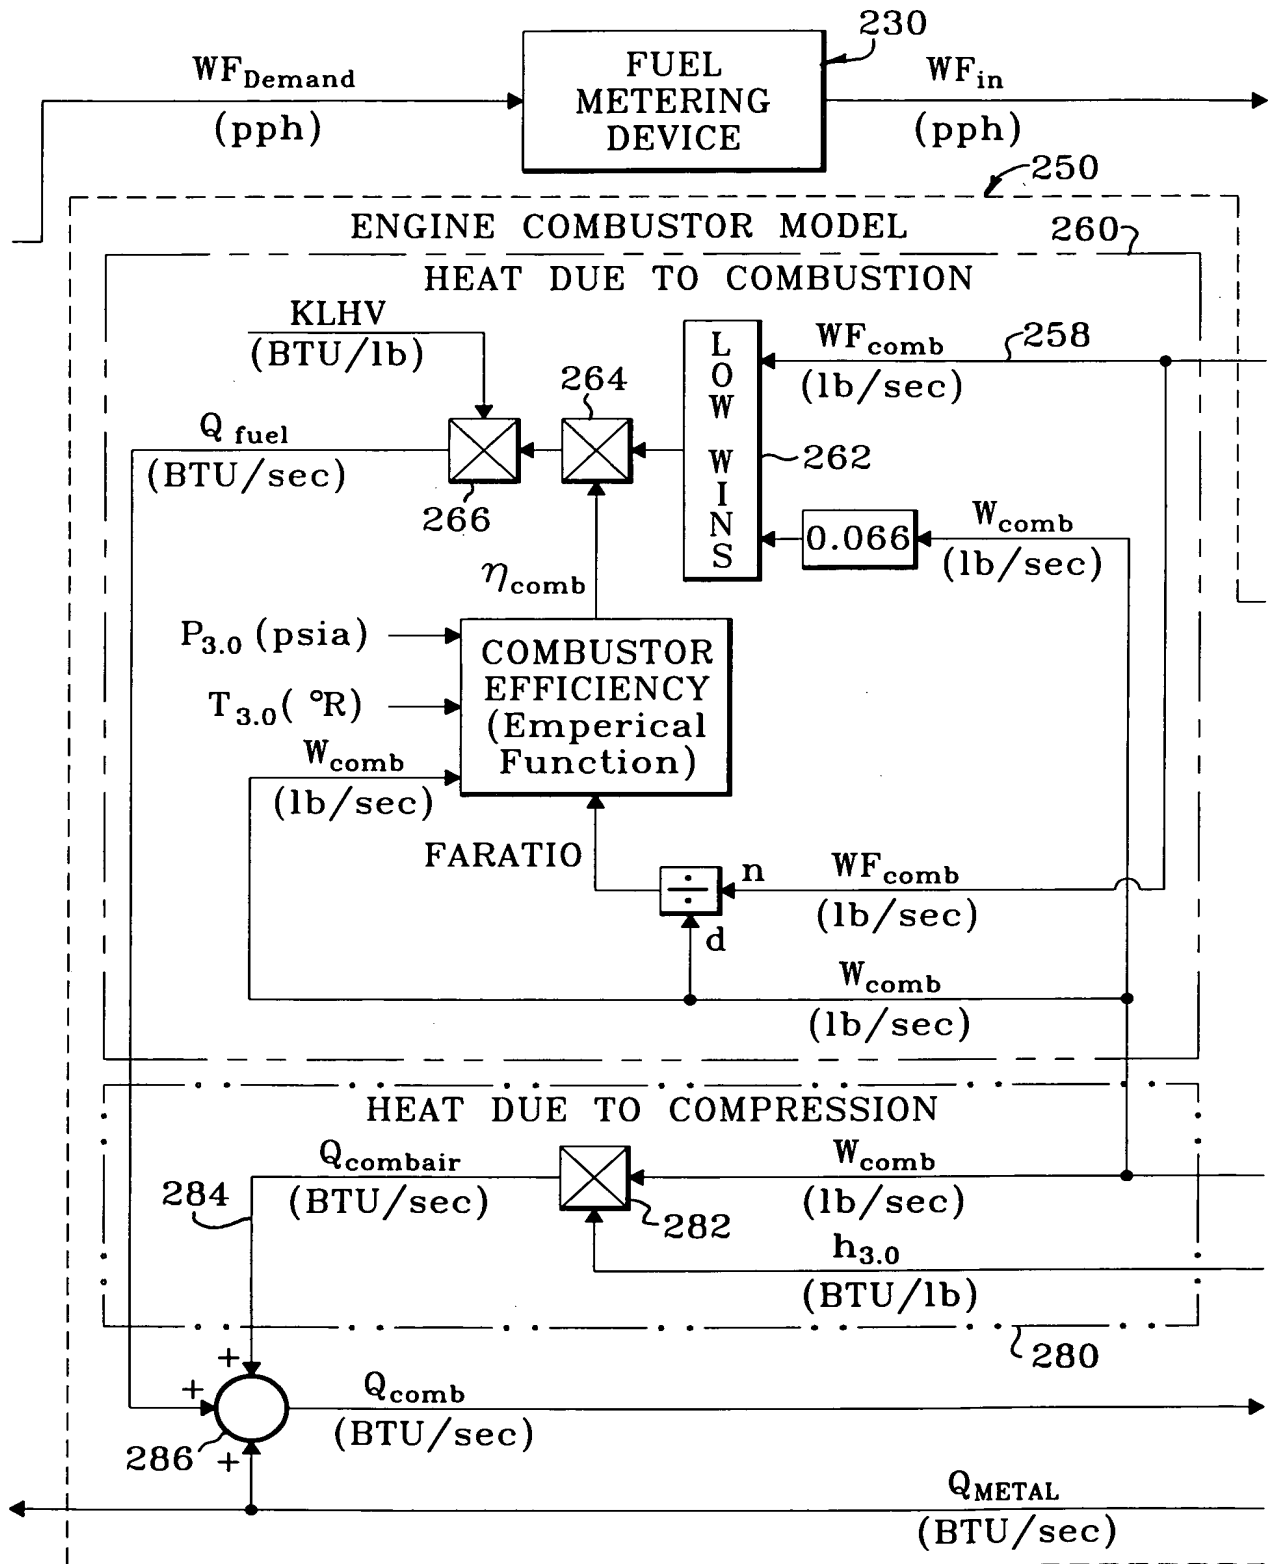 230
WF_Demand
(pph)
FUEL
METERING
DEVICE
WF_in
(pph)
250
ENGINE COMBUSTOR MODEL
260
HEAT DUE TO COMBUSTION
KLHV
(BTU/lb)
264
LOW WINS
WF_comb
258
(lb/sec)
Q_fuel
(BTU/sec)
266
262
0.066
W_comb
(lb/sec)
η_comb
P_3.0 (psia)
T_3.0 (°R)
W_comb
(lb/sec)
COMBUSTOR
EFFICIENCY
(Emperical
Function)
FARATIO
÷
n
d
WF_comb
(lb/sec)
W_comb
(lb/sec)
HEAT DUE TO COMPRESSION
Q_combair
(BTU/sec)
284
282
W_comb
(lb/sec)
h_3.0
(BTU/lb)
280
+
+
+
286
Q_comb
(BTU/sec)
Q_METAL
(BTU/sec)